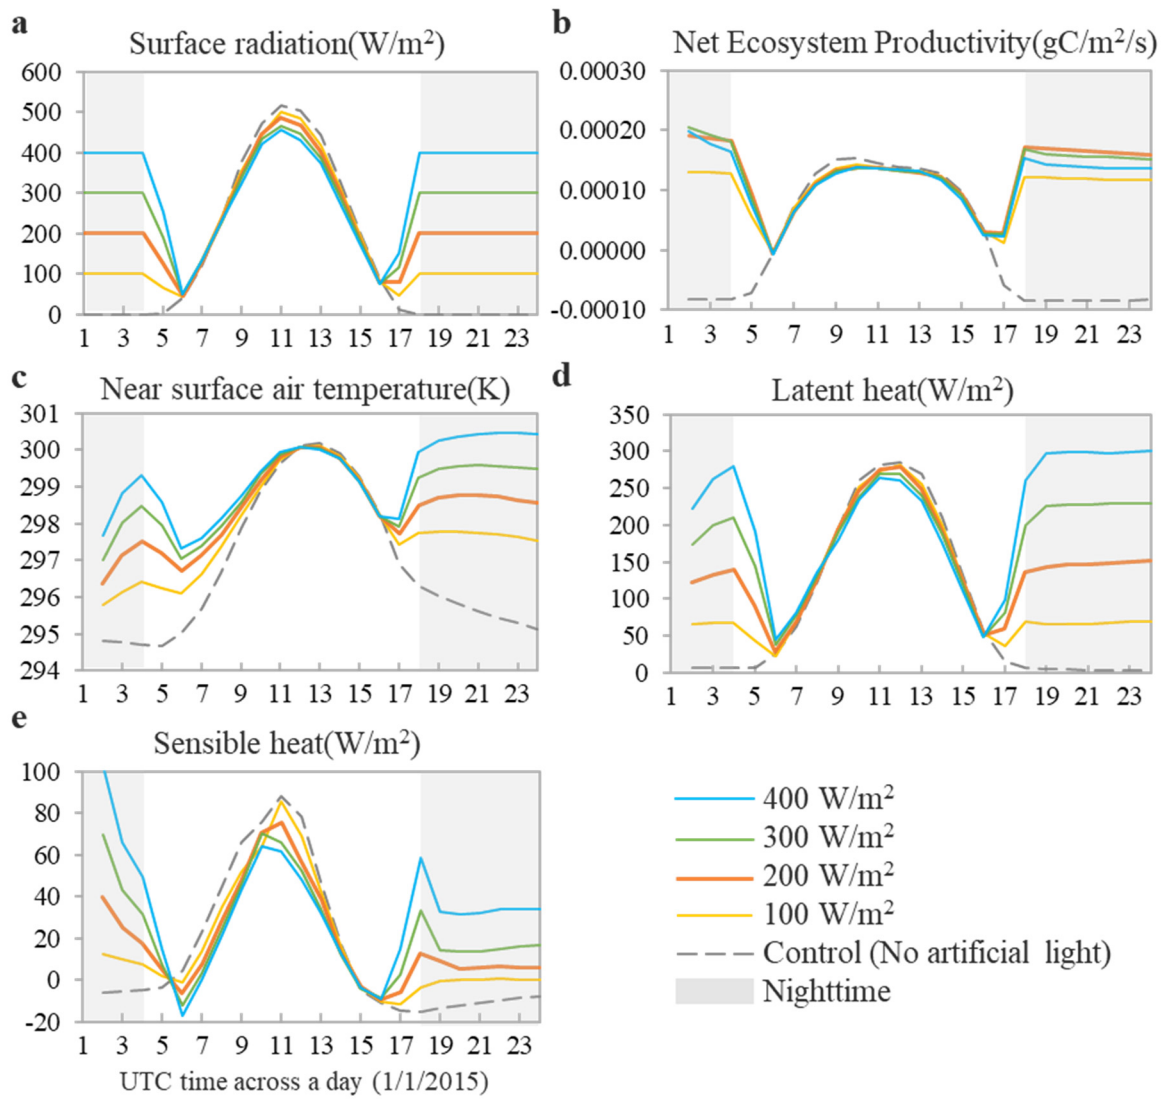 a
Surface radiation(W/m²)
600
500
400
300
200
100
0
1 3 5 7 9 11 13 15 17 19 21 23
b
Net Ecosystem Productivity(gC/m²/s)
0.00030
0.00020
0.00010
0.00000
-0.00010
1 3 5 7 9 11 13 15 17 19 21 23
c
Near surface air temperature(K)
301
300
299
298
297
296
295
294
1 3 5 7 9 11 13 15 17 19 21 23
d
Latent heat(W/m²)
350
300
250
200
150
100
50
0
1 3 5 7 9 11 13 15 17 19 21 23
e
Sensible heat(W/m²)
100
80
60
40
20
0
-20
1 3 5 7 9 11 13 15 17 19 21 23
UTC time across a day (1/1/2015)
400 W/m²
300 W/m²
200 W/m²
100 W/m²
Control (No artificial light)
Nighttime